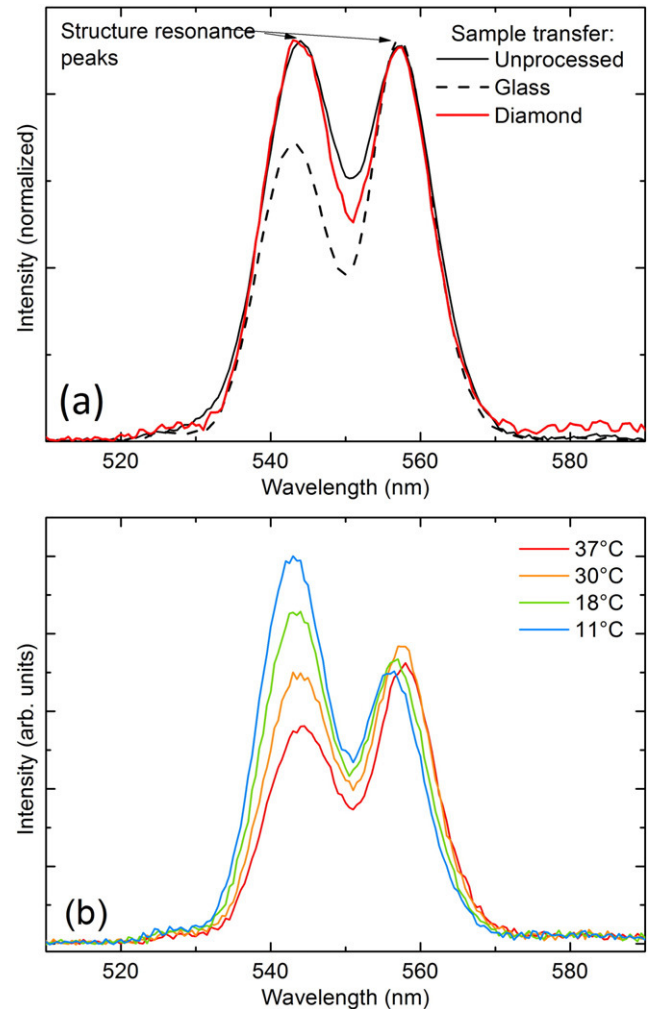 Structure resonance
peaks
Sample transfer:
Unprocessed
Glass
Diamond
Intensity (normalized)
(a)
520 540 560 580
Wavelength (nm)
37°C
30°C
18°C
11°C
Intensity (arb. units)
(b)
520 540 560 580
Wavelength (nm)